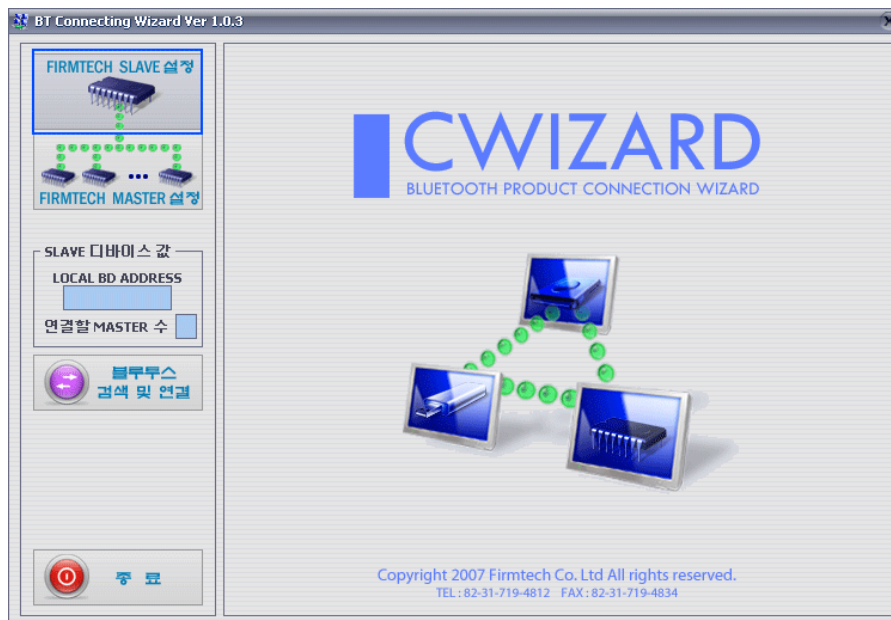 BT Connecting Wizard Ver 1.0.3
FIRMTECH SLAVE 설정
FIRMTECH MASTER 설정
SLAVE 디바이스 값
LOCAL BD ADDRESS
연결할 MASTER 수
블루투스
검색 및 연결
종 료
CWIZARD
BLUETOOTH PRODUCT CONNECTION WIZARD
Copyright 2007 Firmtech Co. Ltd All rights reserved.
TEL : 82-31-719-4812 FAX : 82-31-719-4834